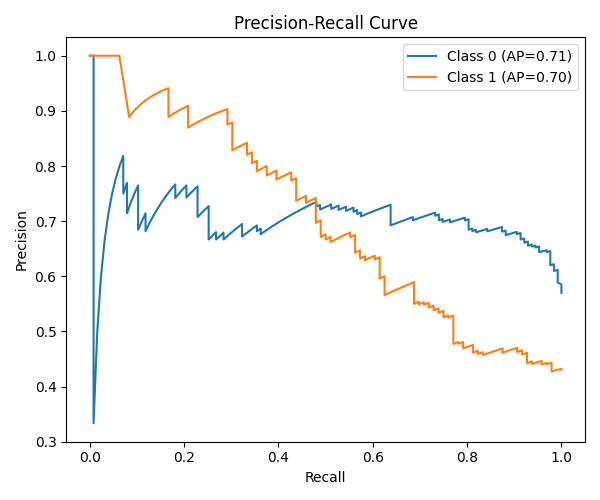 Precision-Recall Curve
Class 0 (AP=0.71)
Class 1 (AP=0.70)
Precision
1.0
0.9
0.8
0.7
0.6
0.5
0.4
0.3
0.0 0.2 0.4 0.6 0.8 1.0
Recall